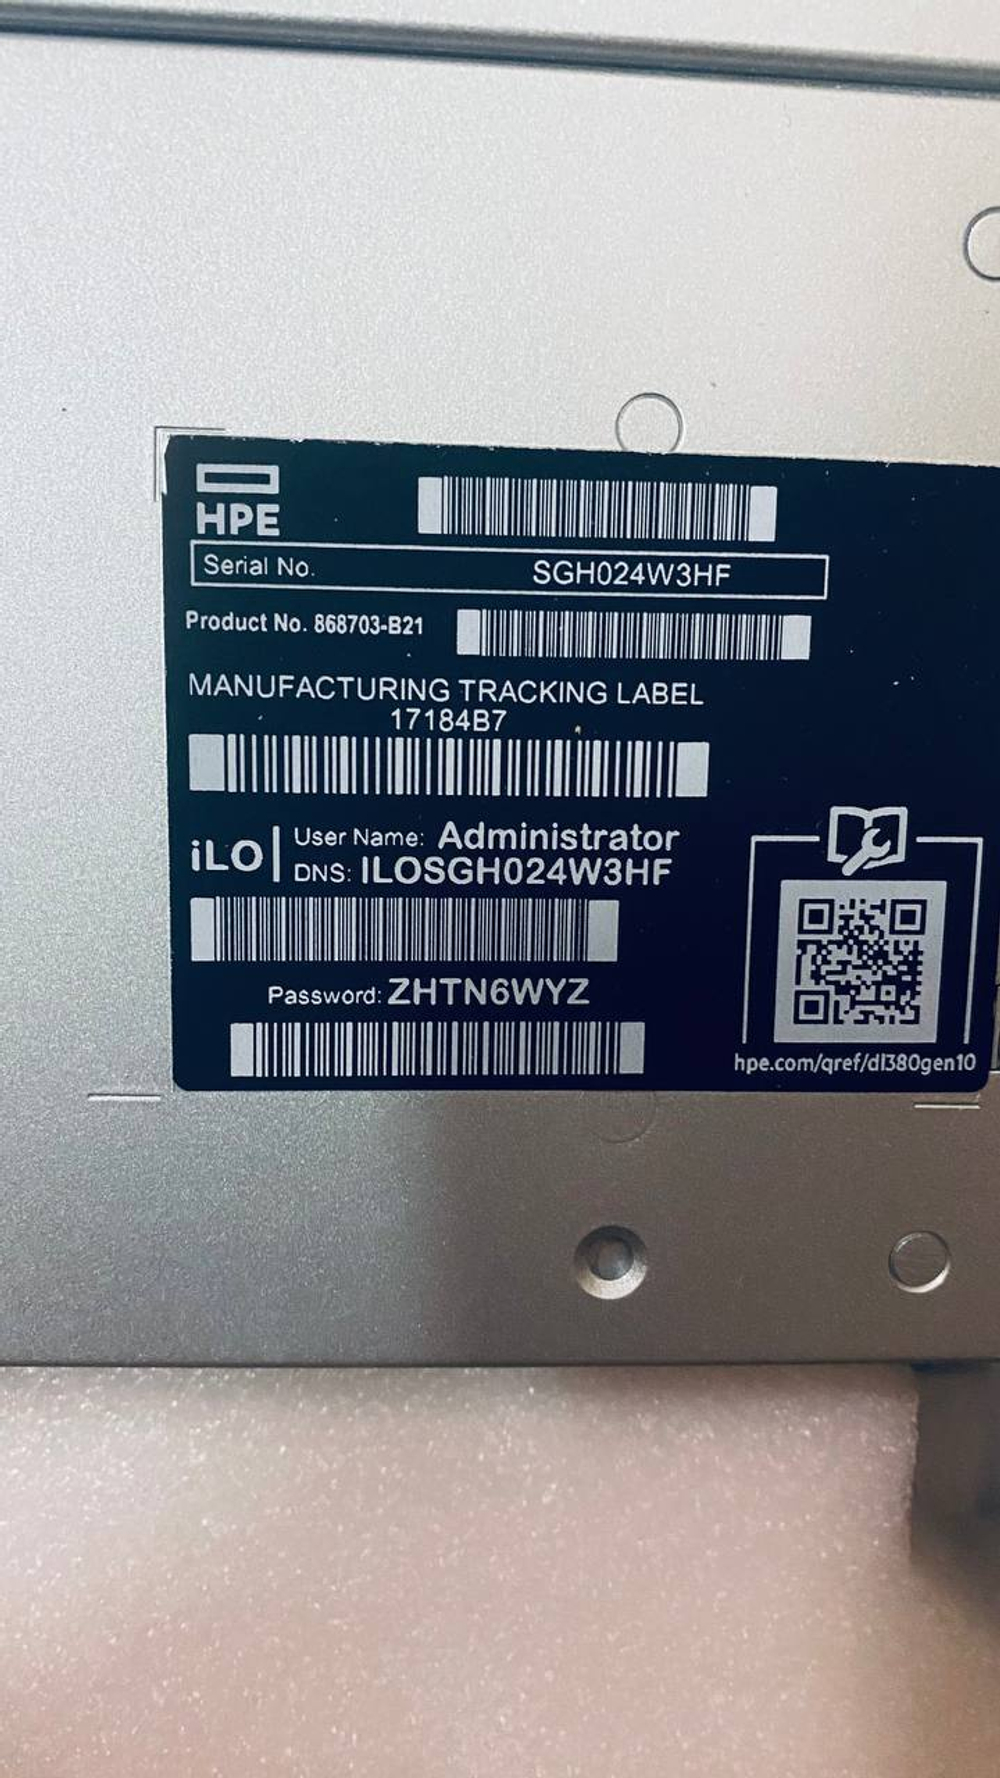 HPE
Serial No. SGH024W3HF
Product No. 868703-B21
MANUFACTURING TRACKING LABEL
17184B7
iLO
User Name: Administrator
DNS: ILOSGH024W3HF
Password: ZHTN6WYZ
hpe.com/qref/dl380gen10